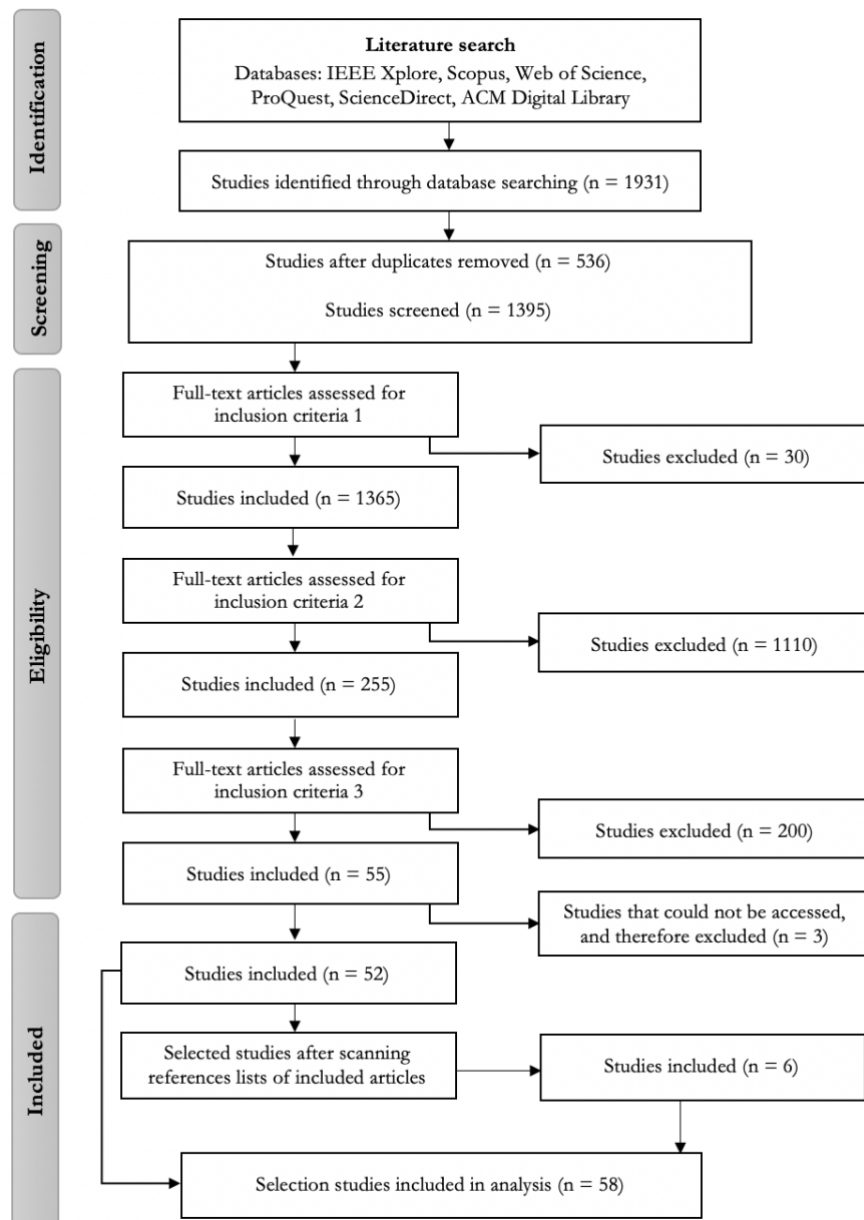 Identification
Literature search
Databases: IEEE Xplore, Scopus, Web of Science,
ProQuest, ScienceDirect, ACM Digital Library
Studies identified through database searching (n = 1931)
Screening
Studies after duplicates removed (n = 536)
Studies screened (n = 1395)
Eligibility
Full-text articles assessed for
inclusion criteria 1
Studies excluded (n = 30)
Studies included (n = 1365)
Full-text articles assessed for
inclusion criteria 2
Studies excluded (n = 1110)
Studies included (n = 255)
Full-text articles assessed for
inclusion criteria 3
Studies excluded (n = 200)
Studies included (n = 55)
Studies that could not be accessed,
and therefore excluded (n = 3)
Included
Studies included (n = 52)
Selected studies after scanning
references lists of included articles
Studies included (n = 6)
Selection studies included in analysis (n = 58)